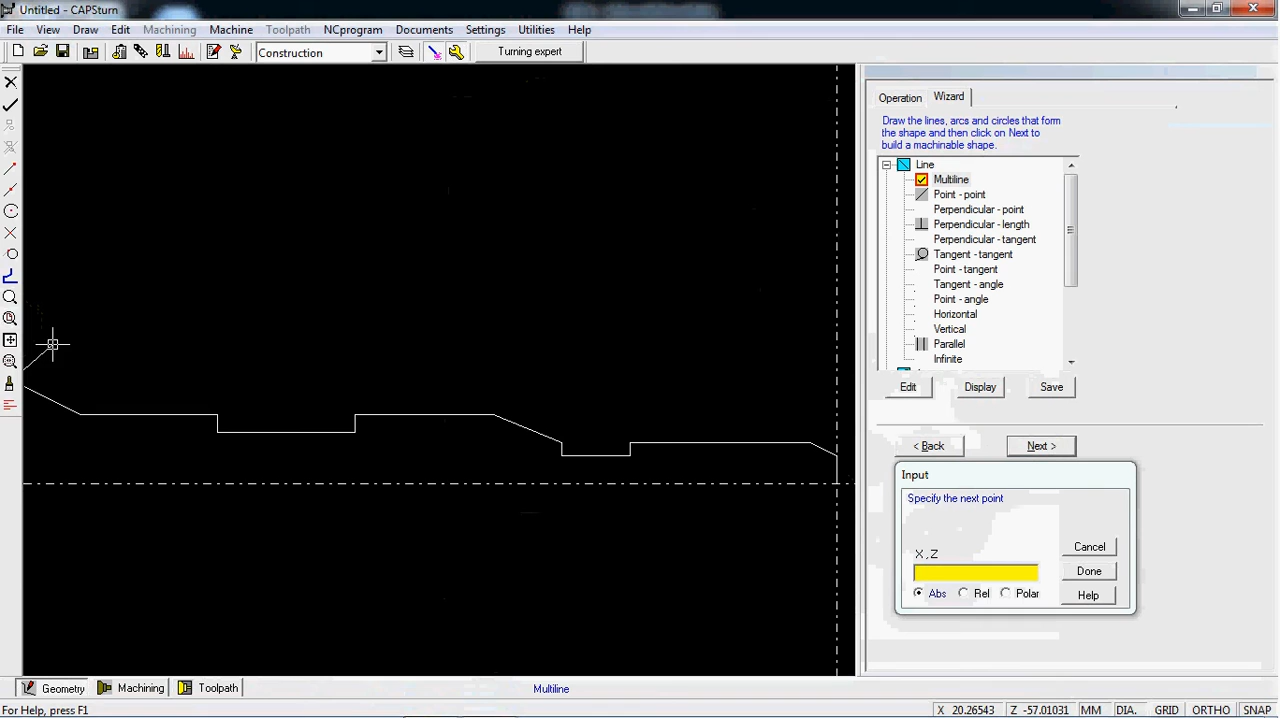 Untitled - CAPSturn
File View Draw Edit Machining Machine Toolpath NCprogram Documents Settings Utilities Help
Construction Turning expert
Operation Wizard
Draw the lines, arcs and circles that form
the shape and then click on Next to
build a machinable shape.
Line
Multiline
Point - point
Perpendicular - point
Perpendicular - length
Perpendicular - tangent
Tangent - tangent
Point - tangent
Tangent - angle
Point - angle
Horizontal
Vertical
Parallel
Infinite
Edit Display Save
< Back Next >
Input
Specify the next point
X ,Z
Cancel
Done
Abs Rel Polar
Help
Geometry Machining Toolpath Multiline
For Help, press F1 X 20.26543 Z -57.01031 MM DIA. GRID ORTHO SNAP